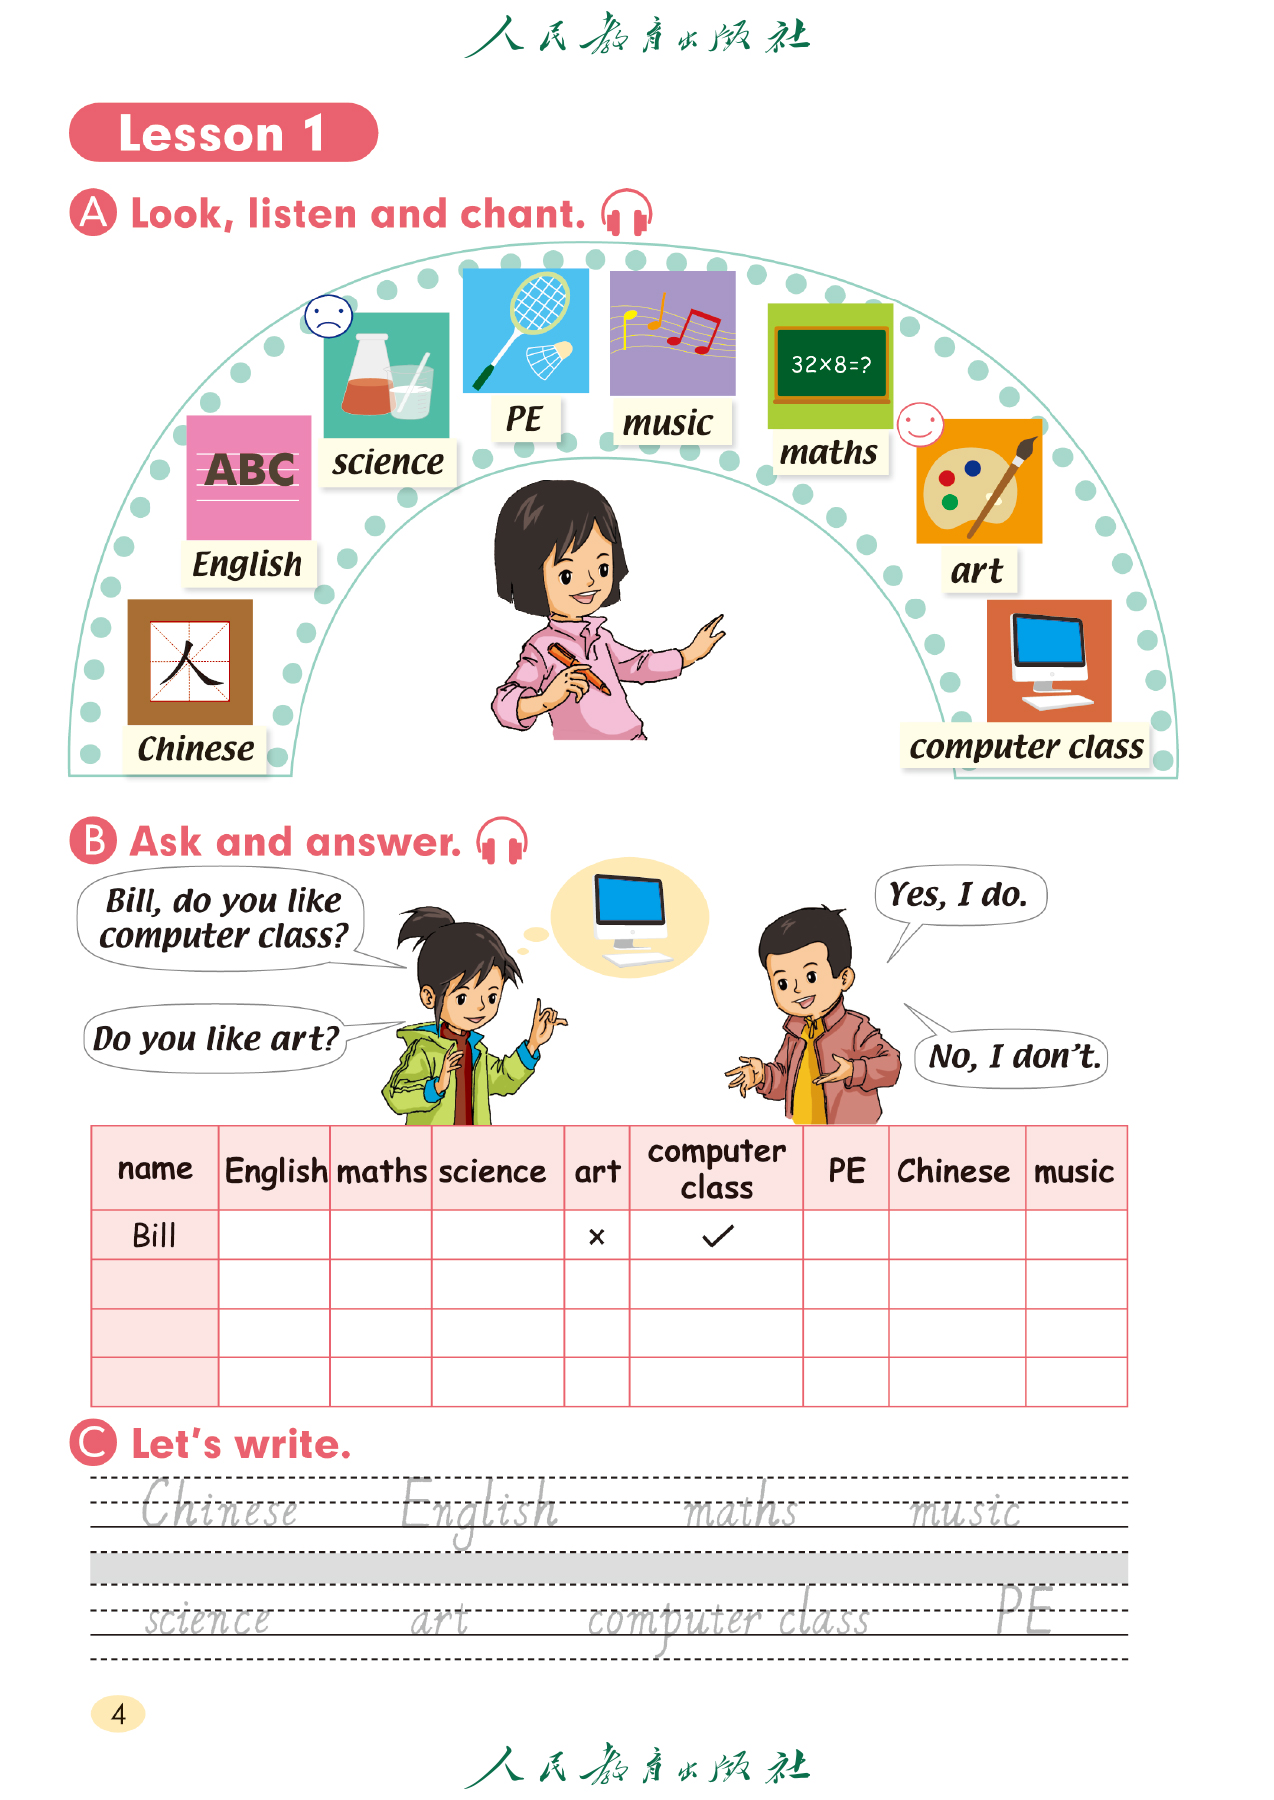 人民教育出版社
Lesson 1
A Look, listen and chant.
32×8=?
PE
music
maths
ABC
science
English
art
人
Chinese
computer class
B Ask and answer.
Bill, do you like
computer class?
Yes, I do.
Do you like art?
No, I don't.
name English maths science art computer class PE Chinese music
Bill × ✓
C Let's write.
Chinese English maths music
science art computer class PE
4
人民教育出版社